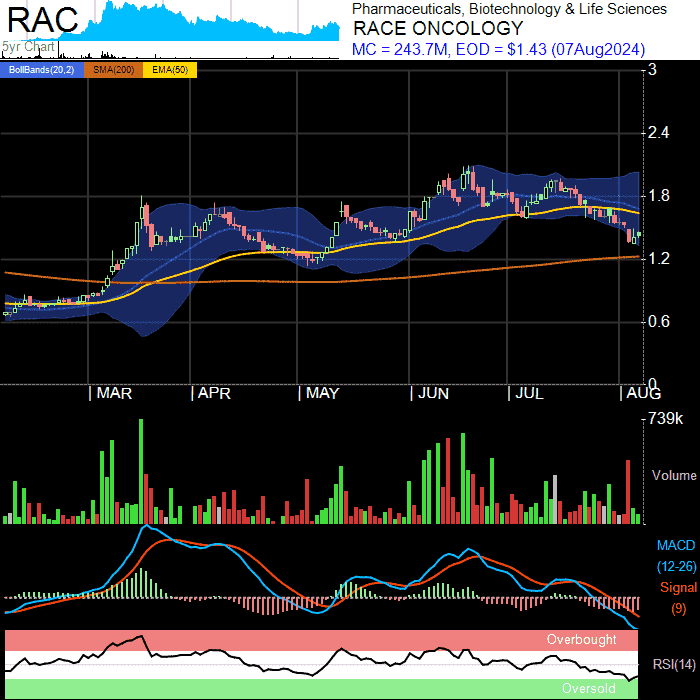 RAC
5yr Chart
Pharmaceuticals, Biotechnology & Life Sciences
RACE ONCOLOGY
MC = 243.7M, EOD = $1.43 (07Aug2024)
BollBands(20,2) SMA(200) EMA(50)
3
2.4
1.8
1.2
0.6
0
MAR APR MAY JUN JUL AUG
739k
Volume
MACD
(12-26)
Signal
(9)
Overbought
RSI(14)
Oversold